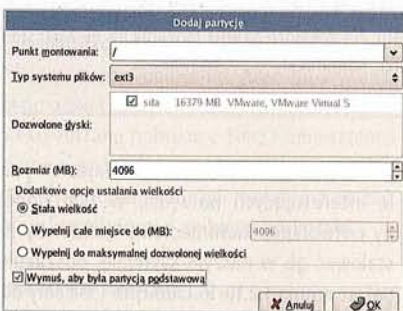 Dodaj partycję
Punkt montowania: /
Typ systemu plików: ext3
sda 16379 MB VMware, VMware Virtual S
Dozwolone dyski:
Rozmiar (MB): 4096
Dodatkowe opcje ustalania wielkości
Stała wielkość
Wypełnij całe miejsce do (MB): 4096
Wypełnij do maksymalnej dozwolonej wielkości
Wymuś, aby była partycją podstawową
Anuluj OK